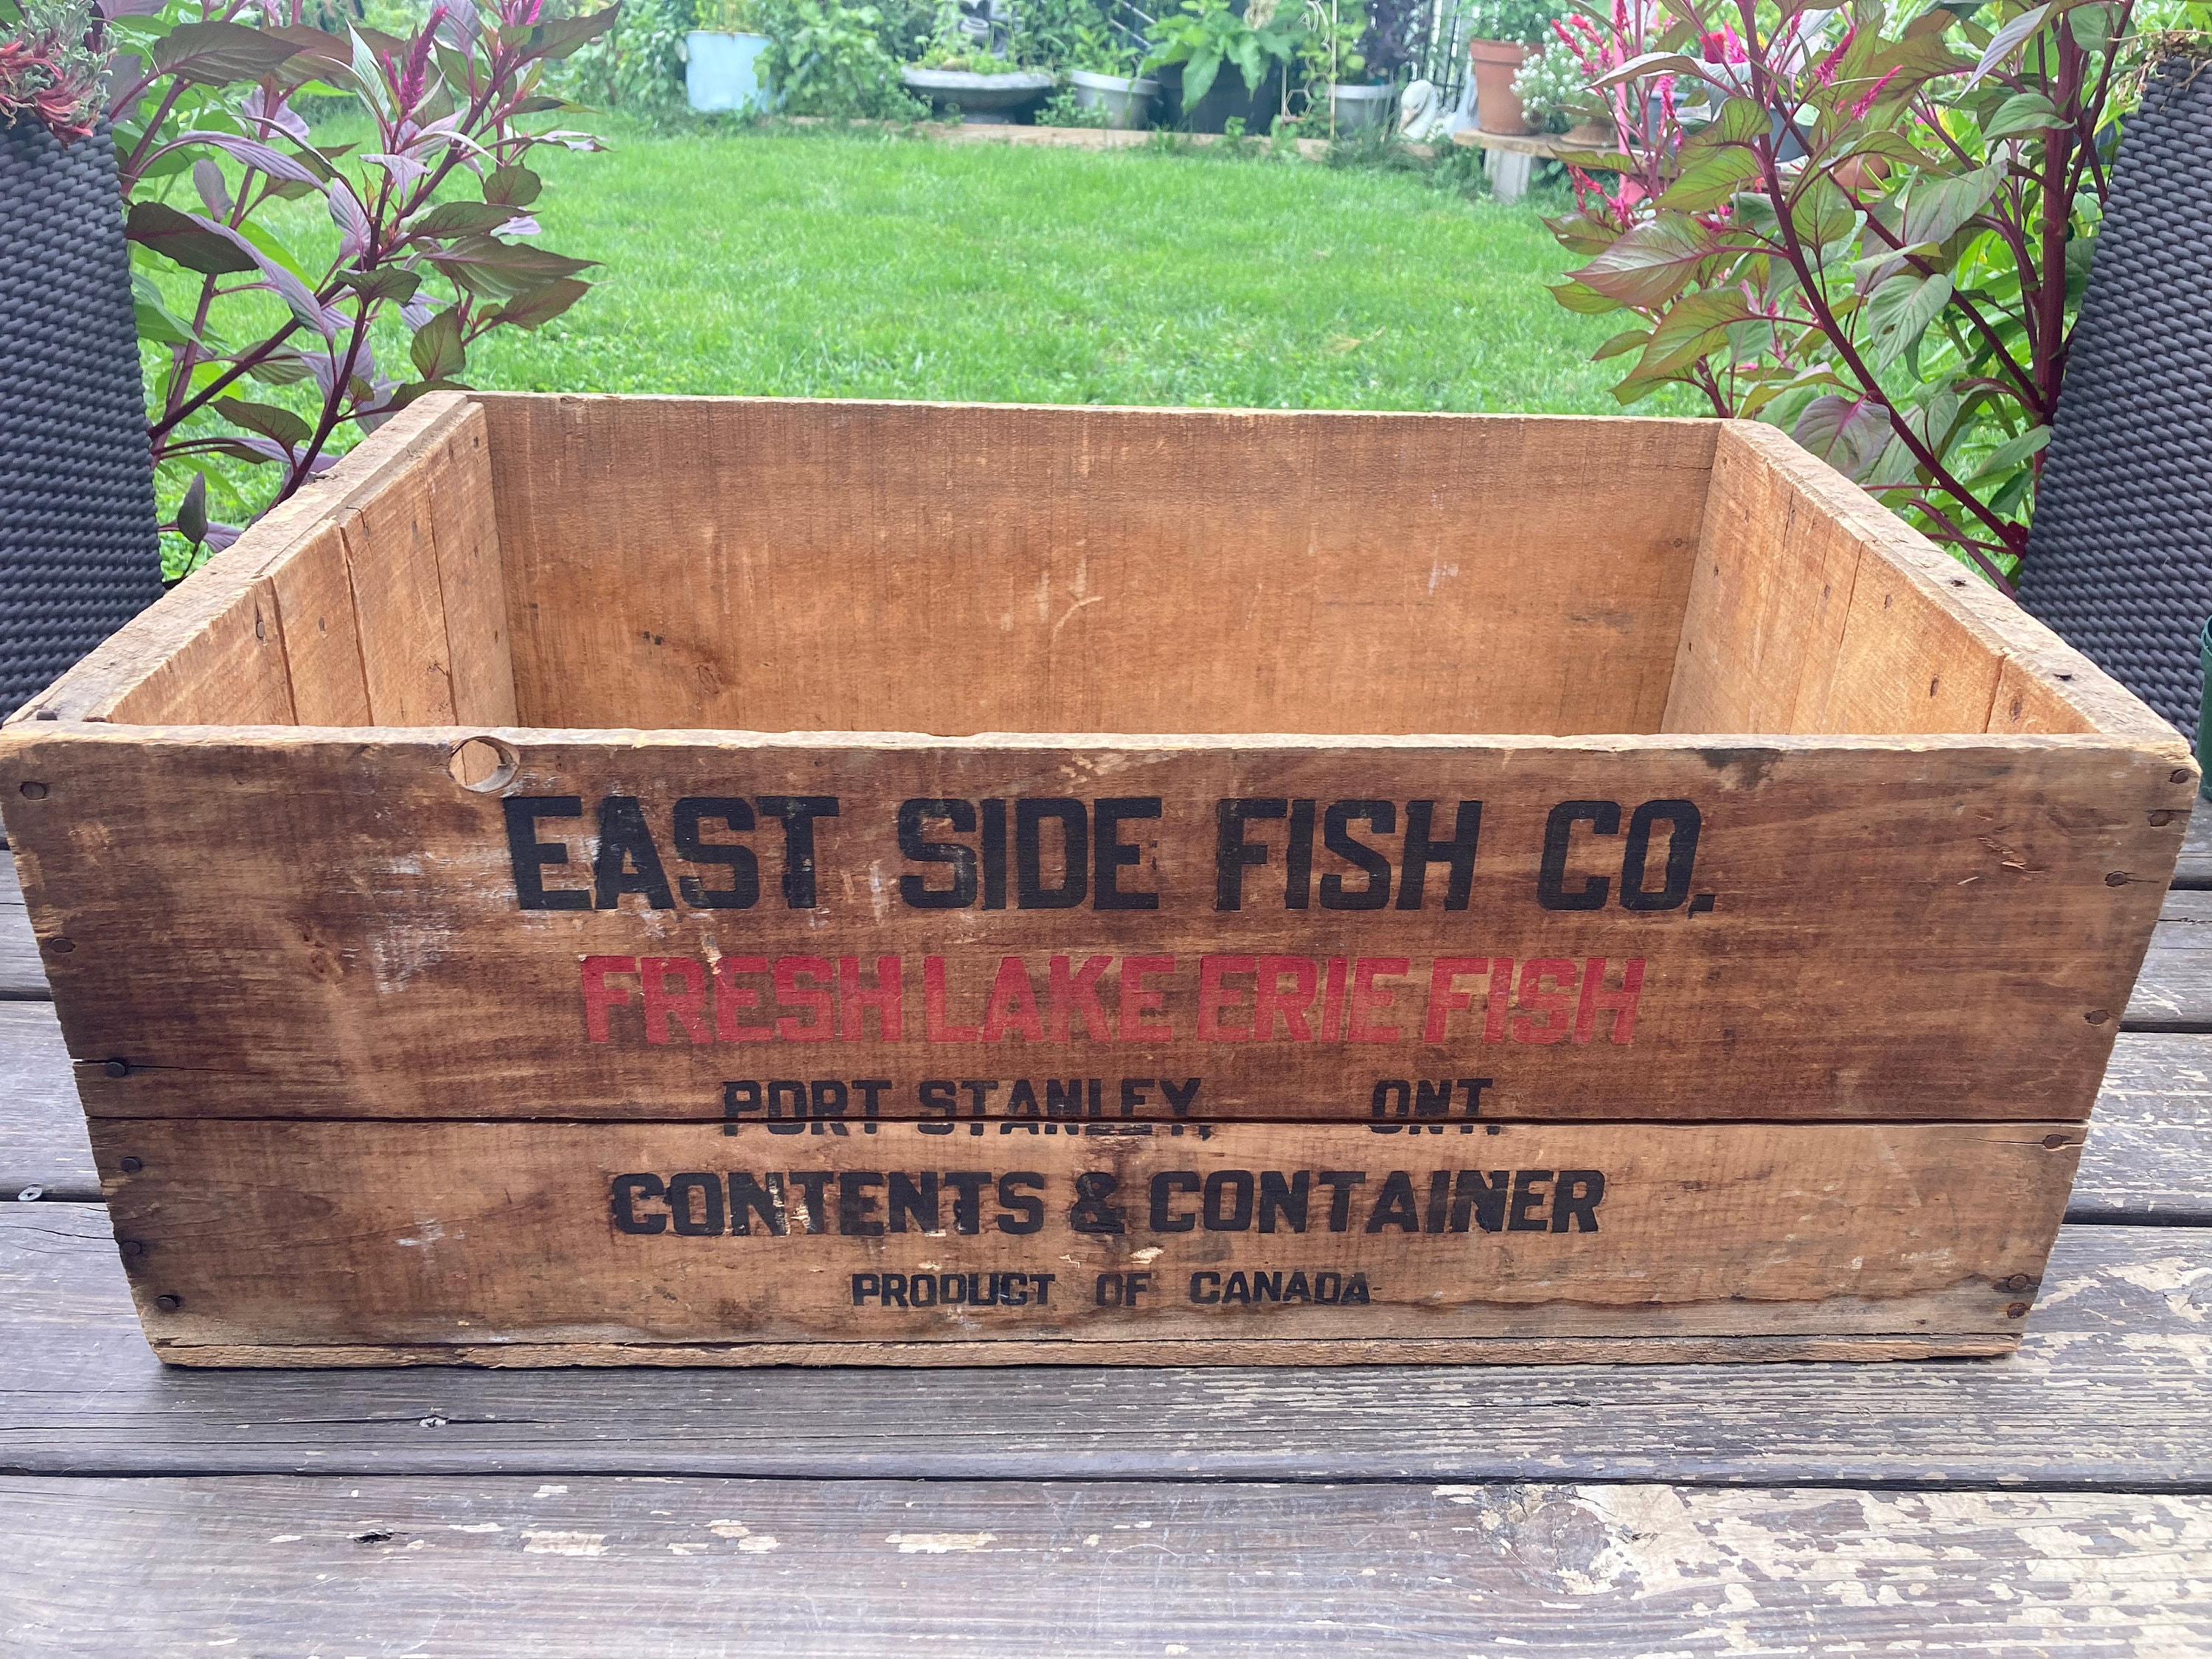 EAST SIDE FISH CO.
FRESH LAKE ERIE FISH
PORT STANLEY, ONT.
CONTENTS & CONTAINER
PRODUCT OF CANADA